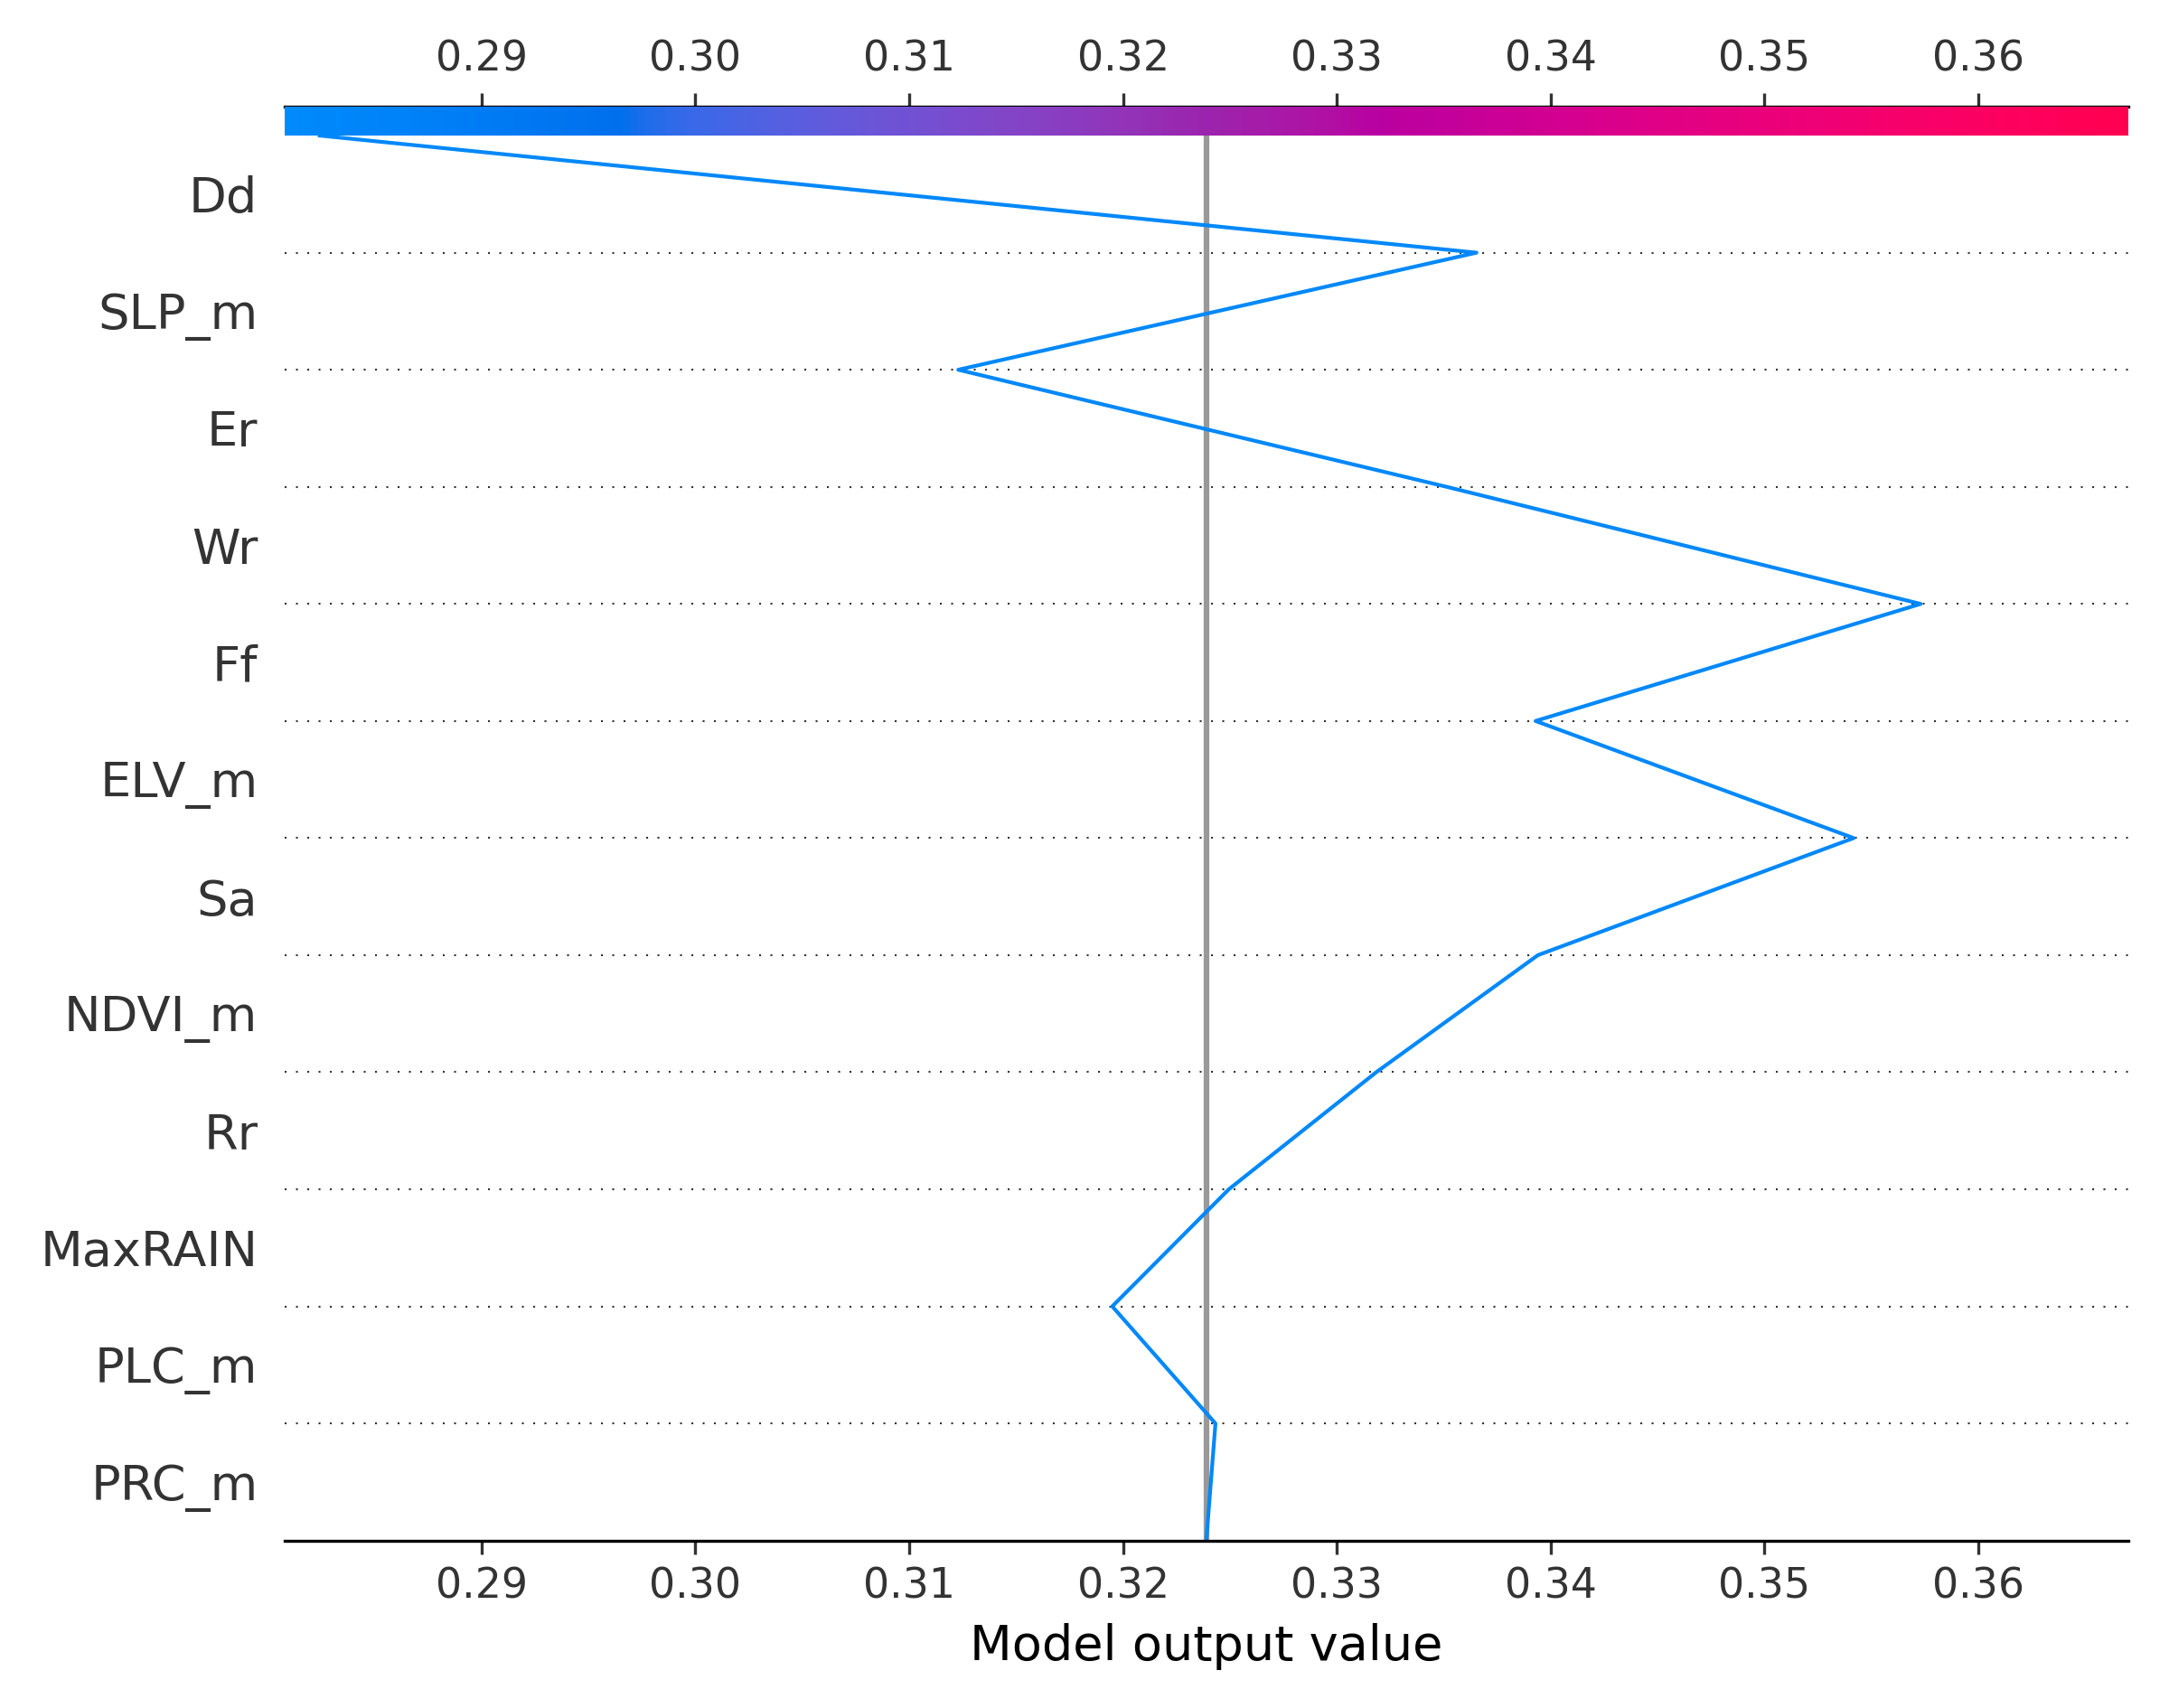 0.29 0.30 0.31 0.32 0.33 0.34 0.35 0.36
Dd
SLP_m
Er
Wr
Ff
ELV_m
Sa
NDVI_m
Rr
MaxRAIN
PLC_m
PRC_m
0.29 0.30 0.31 0.32 0.33 0.34 0.35 0.36
Model output value